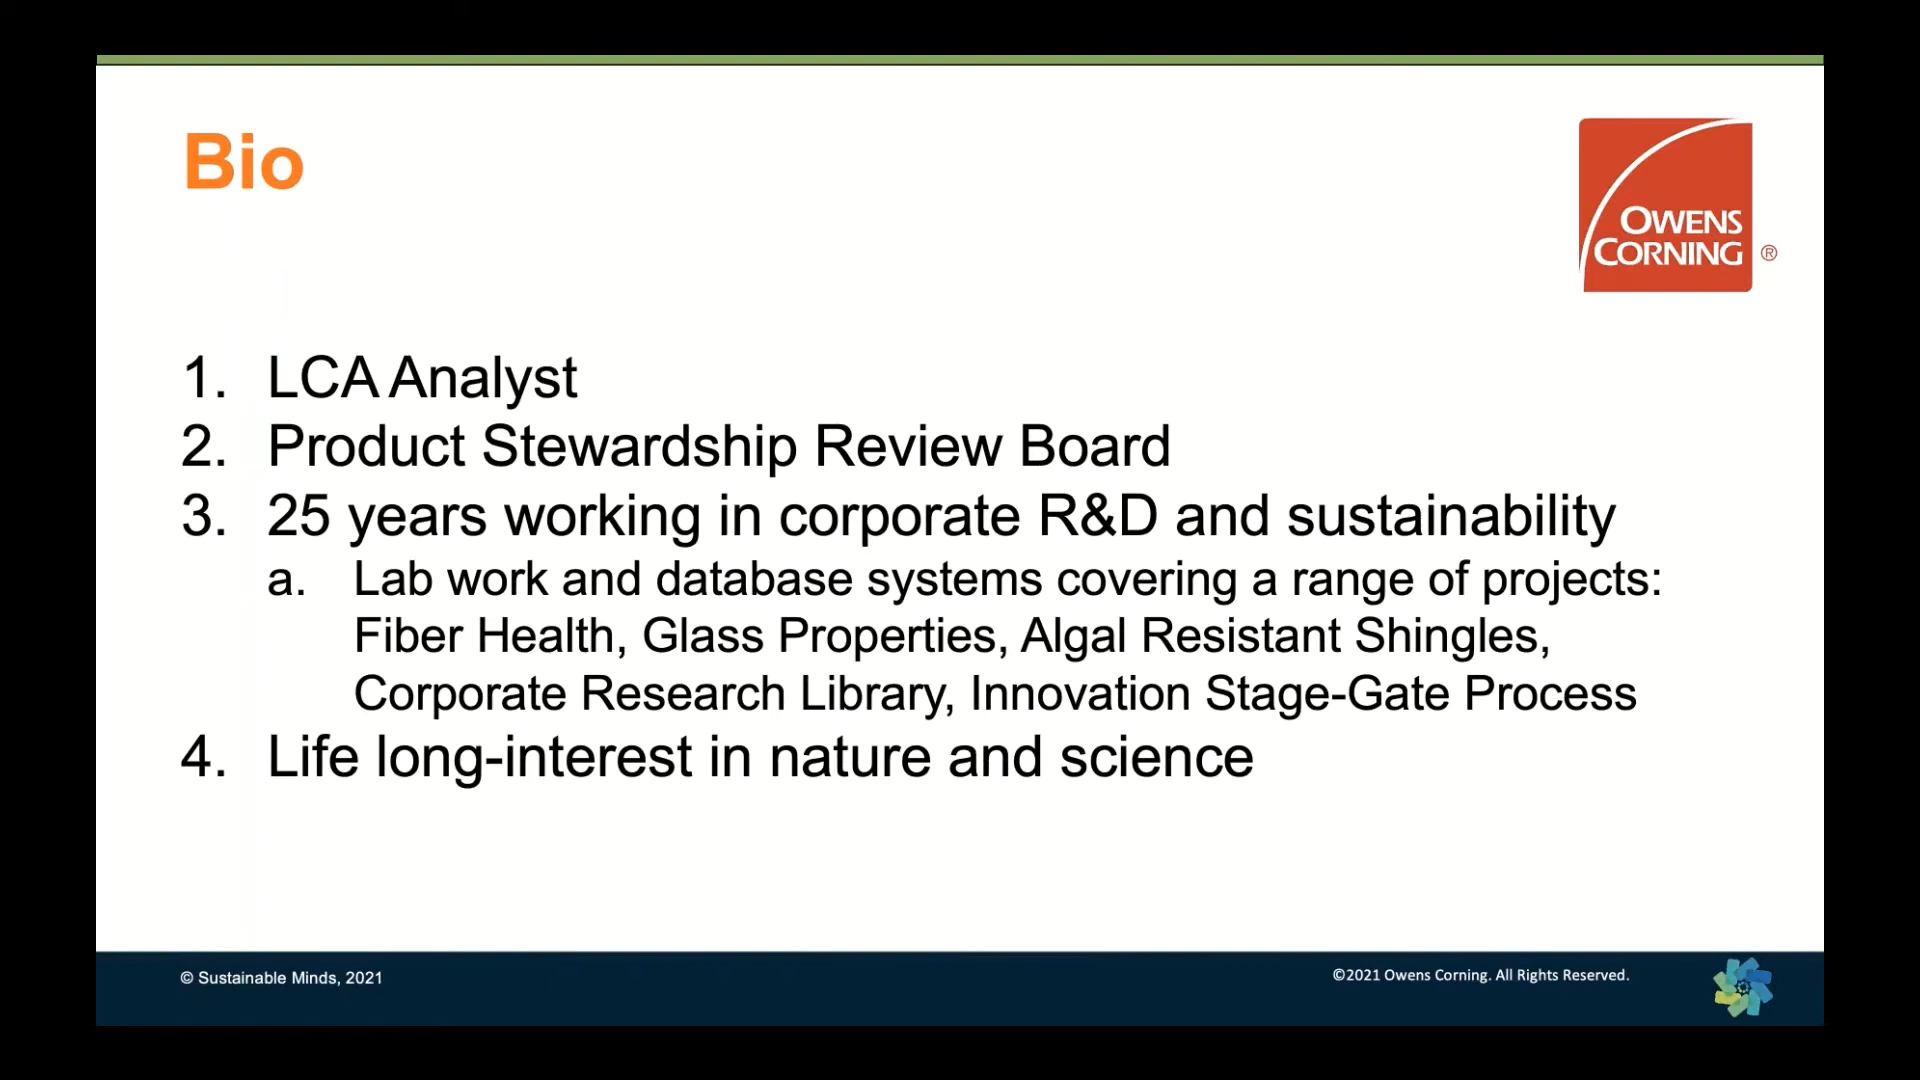 Bio
OWENS
CORNING ®
1. LCA Analyst
2. Product Stewardship Review Board
3. 25 years working in corporate R&D and sustainability
a. Lab work and database systems covering a range of projects:
Fiber Health, Glass Properties, Algal Resistant Shingles,
Corporate Research Library, Innovation Stage-Gate Process
4. Life long-interest in nature and science
© Sustainable Minds, 2021
©2021 Owens Corning. All Rights Reserved.